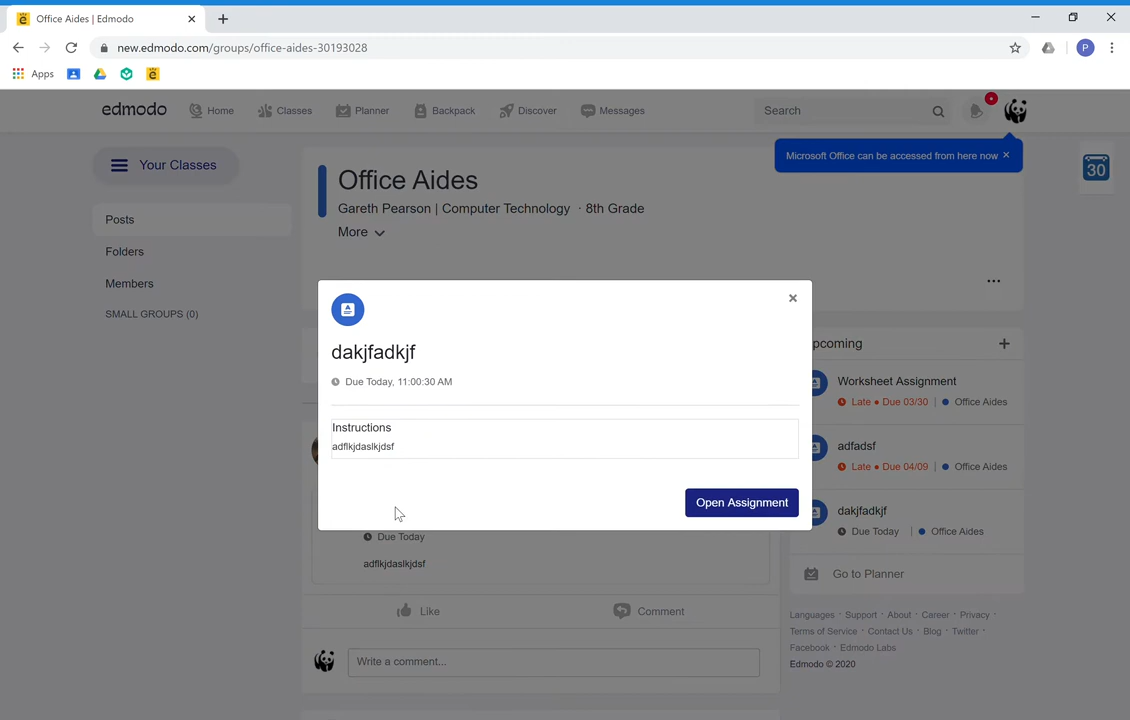 Office Aides | Edmodo
new.edmodo.com/groups/office-aides-30193028
P
Apps
edmodo
Home
Classes
Planner
Backpack
Discover
Messages
Search
Your Classes
Microsoft Office can be accessed from here now ×
30
Office Aides
Gareth Pearson | Computer Technology · 8th Grade
More
Posts
Folders
Members
SMALL GROUPS (0)
dakjfadkjf
Due Today, 11:00:30 AM
Instructions
adflkjdaslkjdsf
Open Assignment
pcoming
Worksheet Assignment
Late • Due 03/30 | • Office Aides
adfadsf
Late • Due 04/09 | • Office Aides
dakjfadkjf
Due Today | • Office Aides
Go to Planner
Due Today
adflkjdaslkjdsf
Like
Comment
Write a comment...
Languages · Support · About · Career · Privacy ·
Terms of Service · Contact Us · Blog · Twitter ·
Facebook · Edmodo Labs
Edmodo © 2020